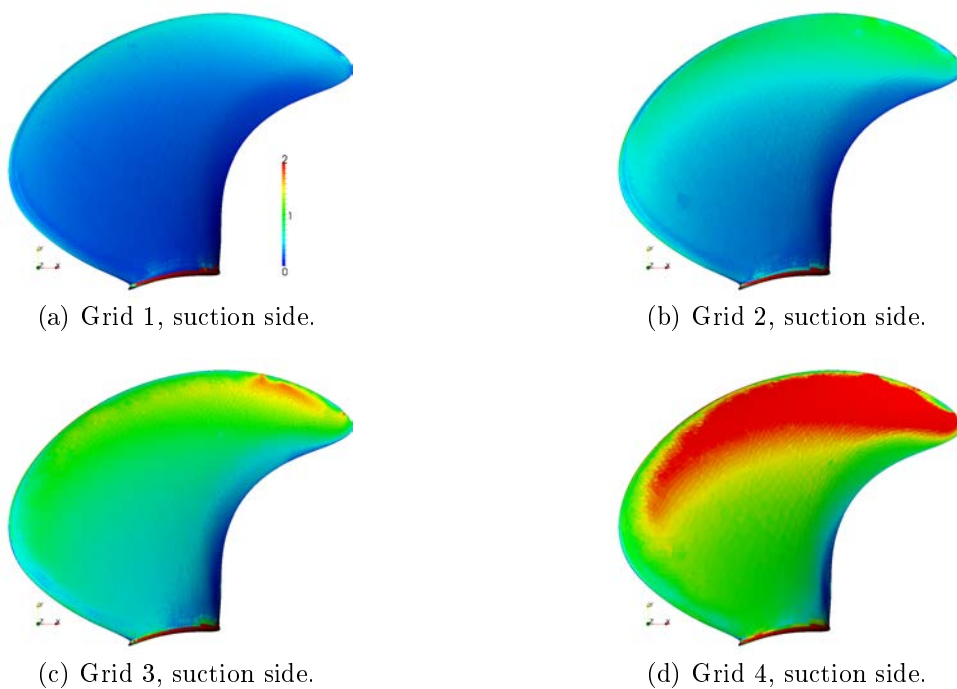 2
1
0
(a) Grid 1, suction side.
(b) Grid 2, suction side.
(c) Grid 3, suction side.
(d) Grid 4, suction side.